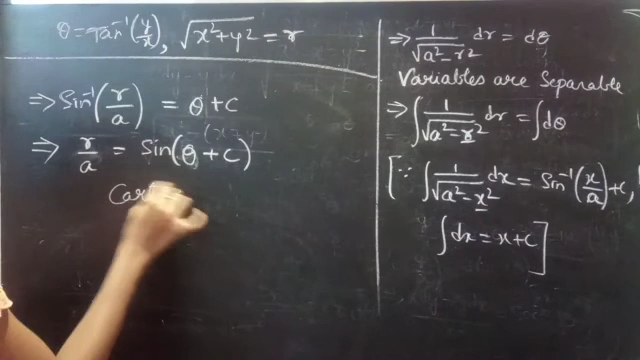 θ = tan⁻¹(y/x), √(x²+y²) = r
⇒ Sin⁻¹(r/a) = θ + c
⇒ r/a = Sin(θ + c)
⇒ 1/√(a²-r²) dr = dθ
Variables are Separable
⇒ ∫ 1/√(a²-r²) dr = ∫ dθ
[∵ ∫ 1/√(a²-x²) dx = Sin⁻¹(x/a) + c,
∫ dx = x + c]